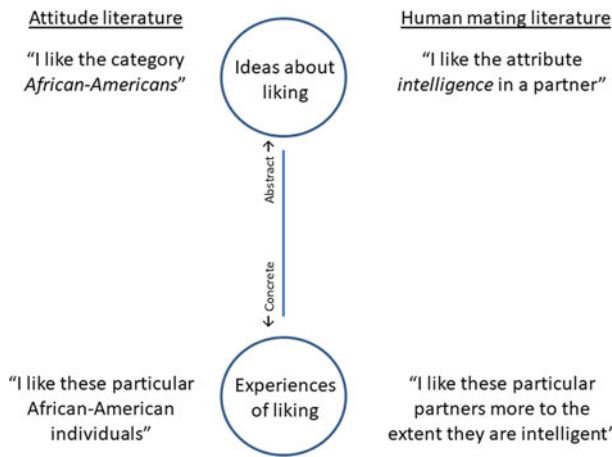 Attitude literature
Human mating literature
“I like the category
African-Americans”
Ideas about
liking
“I like the attribute
intelligence in a partner”
Abstract →
← Concrete
“I like these particular
African-American
individuals”
Experiences
of liking
“I like these particular
partners more to the
extent they are intelligent”